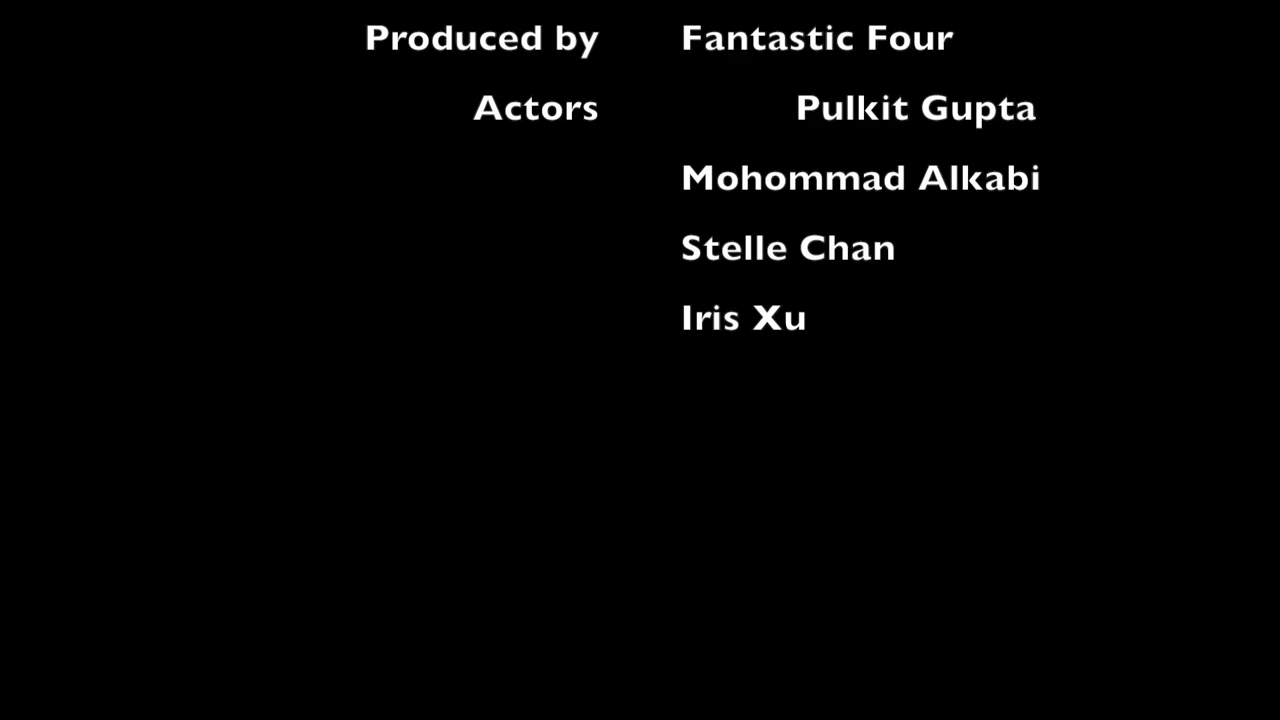 Produced by Fantastic Four
Actors Pulkit Gupta
Mohommad Alkabi
Stelle Chan
Iris Xu